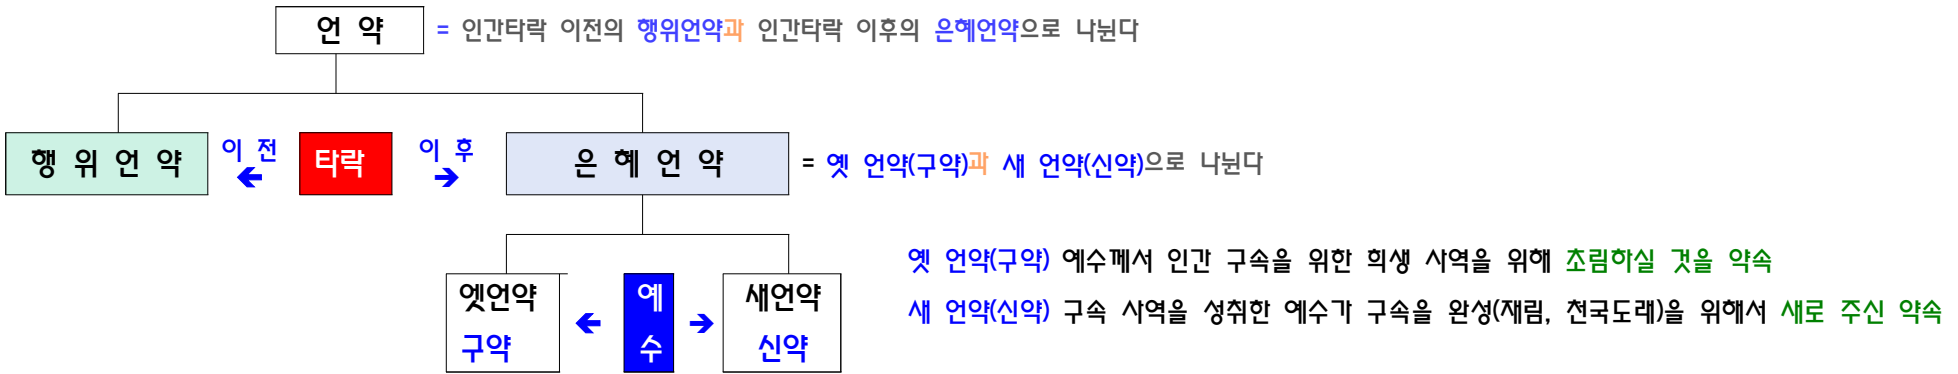 언 약 = 인간타락 이전의 행위언약과 인간타락 이후의 은혜언약으로 나뉜다
행 위 언 약 이 전 타락 이 후 은 혜 언 약 = 옛 언약(구약)과 새 언약(신약)으로 나뉜다
옛 언약(구약) 예수께서 인간 구속을 위한 희생 사역을 위해 초림하실 것을 약속
새 언약(신약) 구속 사역을 성취한 예수가 구속을 완성(재림, 천국도래)을 위해서 새로 주신 약속
엣언약 예 새언약
구약 수 신약